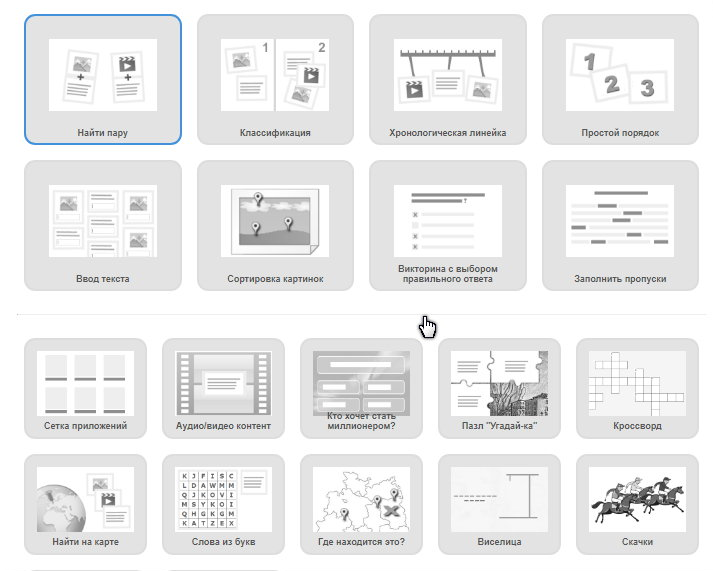 1 2
1
2
3
Найти пару
Классификация
Хронологическая линейка
Простой порядок
?
Ввод текста
Сортировка картинок
Викторина с выбором
правильного ответа
Заполнить пропуски
Сетка приложений
Аудио/видео контент
Кто хочет стать
миллионером?
Пазл "Угадай-ка"
Кроссворд
K J F I S C
L D A W M M
Q J K O V I
M S Y K O I
Q H G K G M
K A T Z E X
Найти на карте
Слова из букв
Где находится это?
Виселица
Скачки